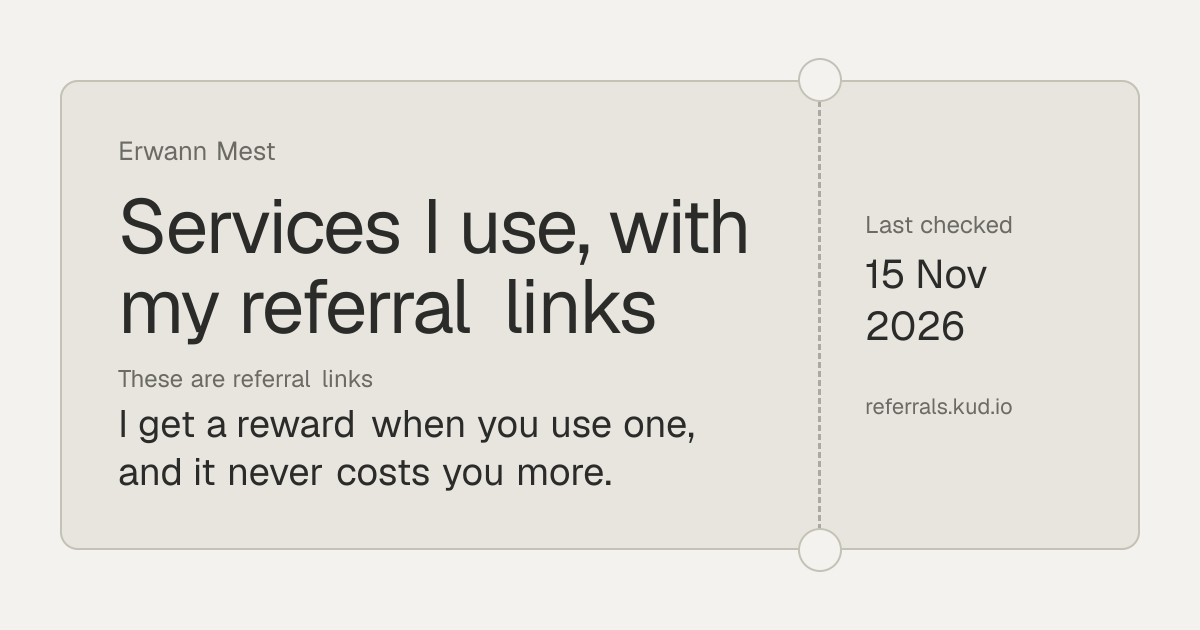 Erwann Mest
Services I use, with
my referral links
These are referral links
I get a reward when you use one,
and it never costs you more.
Last checked
15 Nov
2026
referrals.kud.io